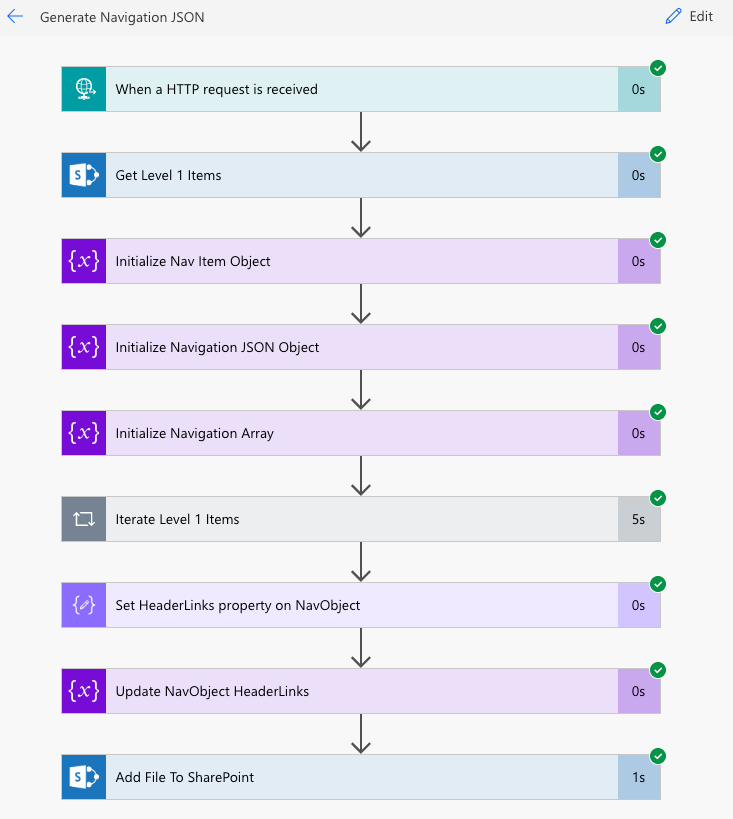 Generate Navigation JSON
Edit
When a HTTP request is received 0s
Get Level 1 Items 0s
{x} Initialize Nav Item Object 0s
{x} Initialize Navigation JSON Object 0s
{x} Initialize Navigation Array 0s
Iterate Level 1 Items 5s
Set HeaderLinks property on NavObject 0s
{x} Update NavObject HeaderLinks 0s
Add File To SharePoint 1s